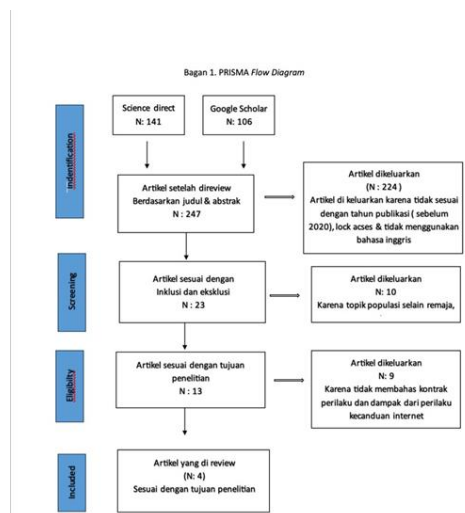 Bagan 1. PRISMA Flow Diagram
Science direct
N: 141
Google Scholar
N: 106
Indentification
Artikel setelah direview
Berdasarkan judul & abstrak
N : 247
Artikel dikeluarkan
(N : 224 )
Artikel di keluarkan karena tidak sesuai
dengan tahun publikasi ( sebelum
2020), lock acses & tidak menggunakan
bahasa inggris
Screening
Artikel sesuai dengan
Inklusi dan eksklusi
N : 23
Artikel dikeluarkan
N: 10
Karena topik populasi selain remaja,
.
Eligibilty
Artikel sesuai dengan tujuan
penelitian
N : 13
Artikel dikeluarkan
N: 9
Karena tidak membahas kontrak
perilaku dan dampak dari perilaku
kecanduan internet
Included
Artikel yang di review
(N: 4)
Sesuai dengan tujuan penelitian